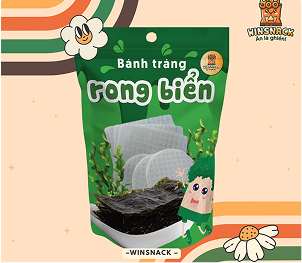 WINSNACK
Ăn là ghiền!
Bánh tráng
rong biển
–WINSNACK –